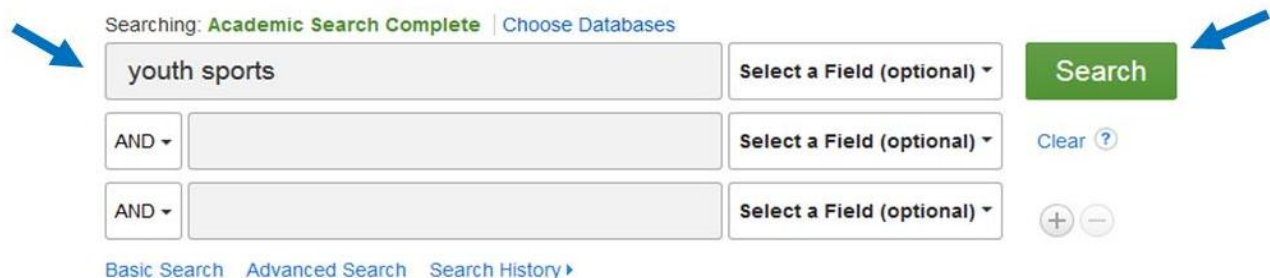 Searching: Academic Search Complete | Choose Databases
youth sports Select a Field (optional) Search
AND Select a Field (optional) Clear ?
AND Select a Field (optional) + −
Basic Search Advanced Search Search History